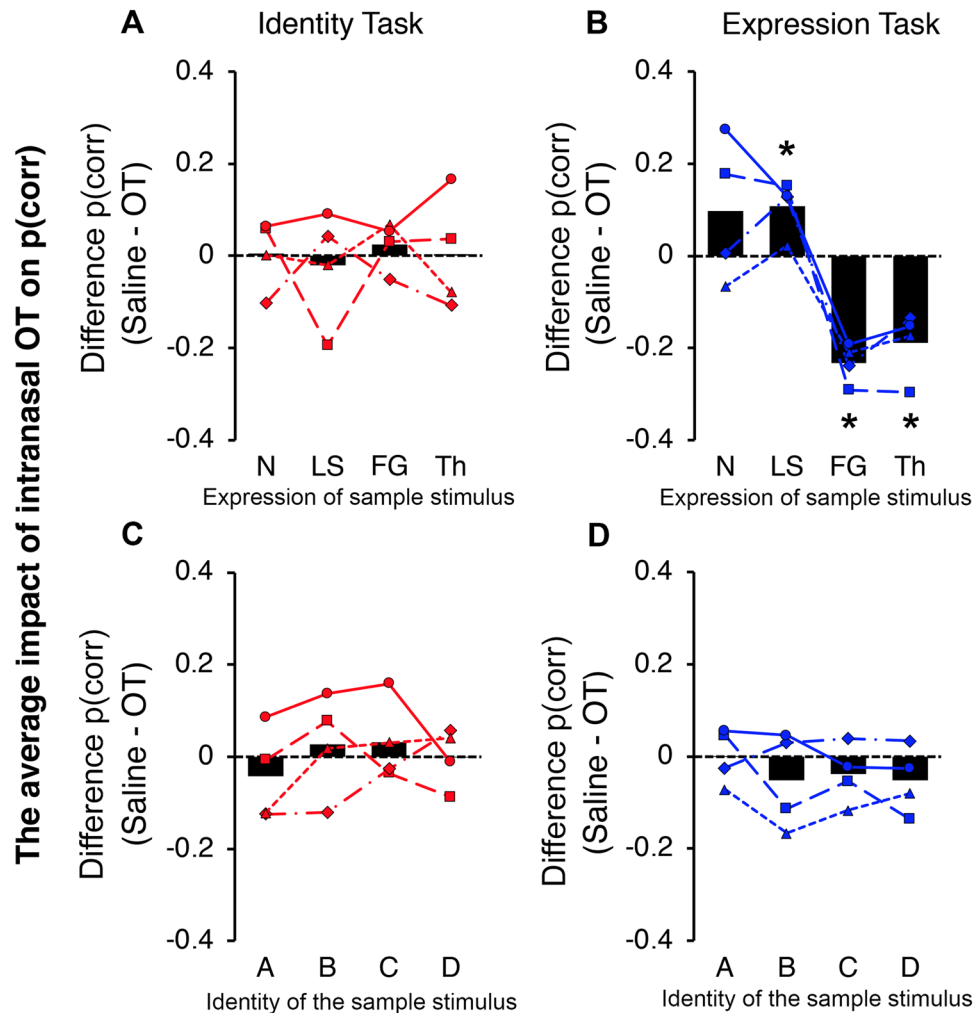 The average impact of intranasal OT on p(corr)
A Identity Task
Difference p(corr)
(Saline - OT)
0.4
0.2
0
-0.2
-0.4
N LS FG Th
Expression of sample stimulus
B Expression Task
Difference p(corr)
(Saline - OT)
0.4
0.2
0
-0.2
-0.4
*
* *
N LS FG Th
Expression of sample stimulus
C
Difference p(corr)
(Saline - OT)
0.4
0.2
0
-0.2
-0.4
A B C D
Identity of the sample stimulus
D
Difference p(corr)
(Saline - OT)
0.4
0.2
0
-0.2
-0.4
A B C D
Identity of the sample stimulus